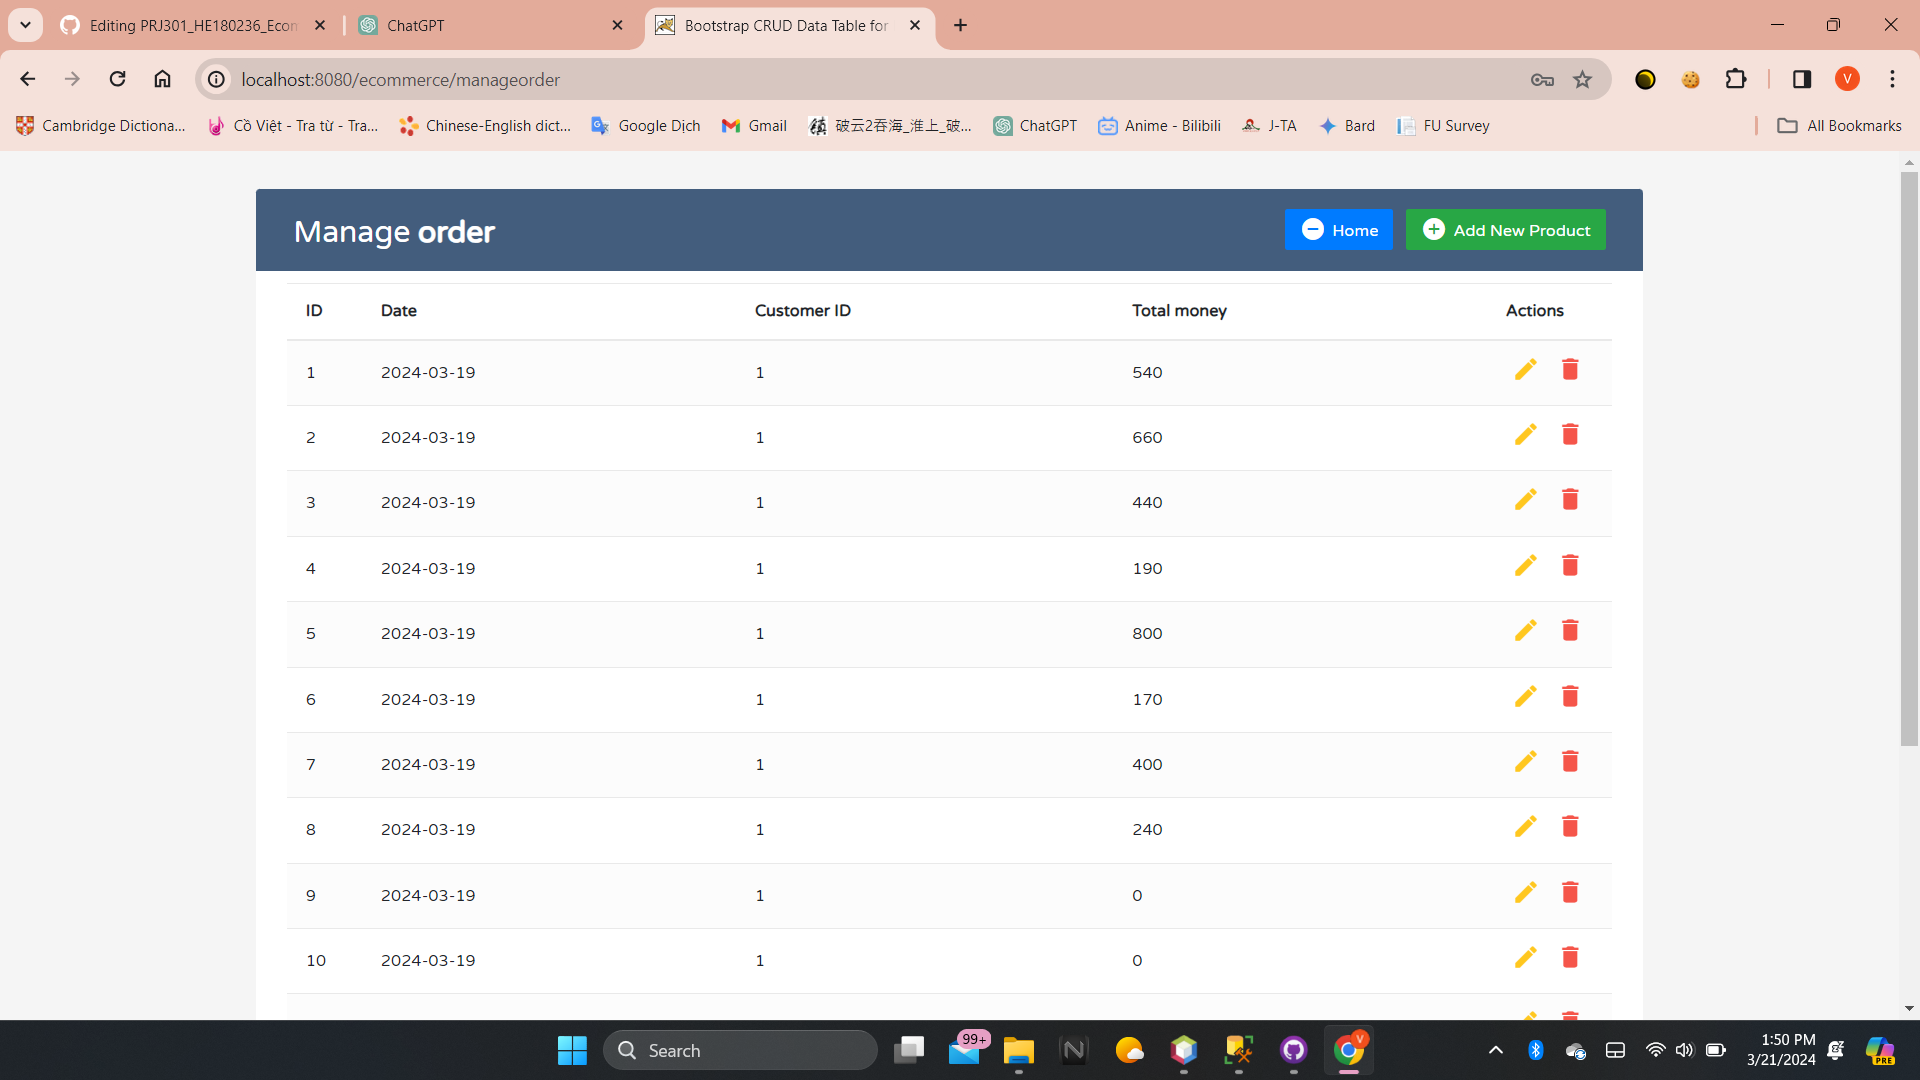 Editing PRJ301_HE180236_Econ
ChatGPT
Bootstrap CRUD Data Table for
localhost:8080/ecommerce/manageorder
V
Cambridge Dictiona...
Cồ Việt - Tra từ - Tra...
Chinese-English dict...
Google Dịch
Gmail
破云2吞海_淮上_破...
ChatGPT
Anime - Bilibili
J-TA
Bard
FU Survey
All Bookmarks
Manage order
Home
Add New Product
ID Date Customer ID Total money Actions
1 2024-03-19 1 540
2 2024-03-19 1 660
3 2024-03-19 1 440
4 2024-03-19 1 190
5 2024-03-19 1 800
6 2024-03-19 1 170
7 2024-03-19 1 400
8 2024-03-19 1 240
9 2024-03-19 1 0
10 2024-03-19 1 0
Search
99+
V
1:50 PM
3/21/2024
PRE